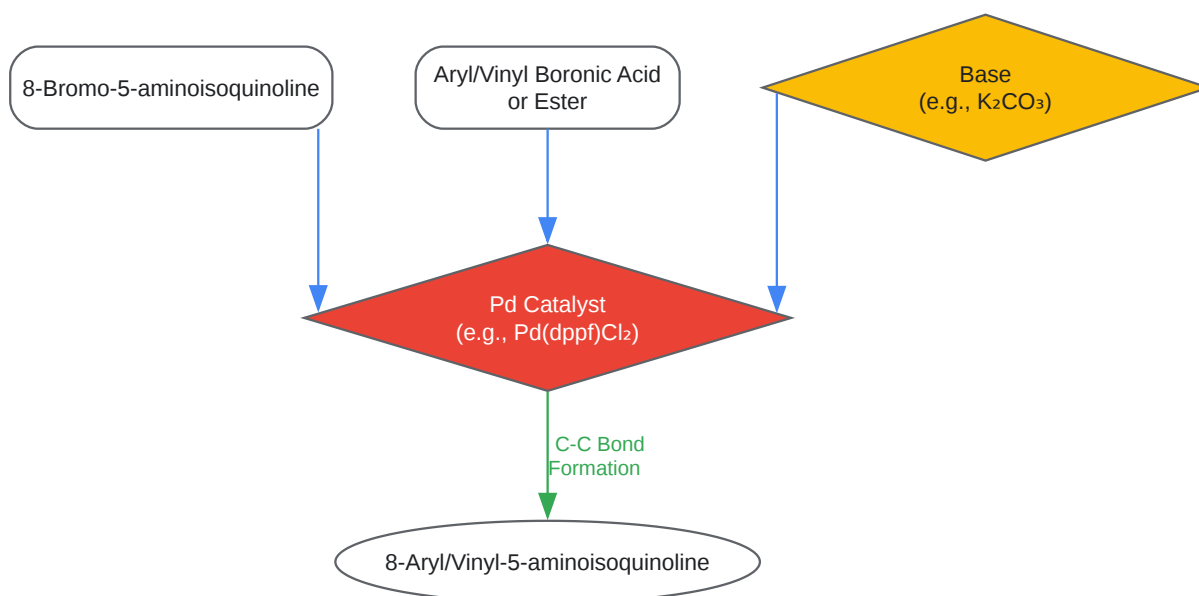 8-Bromo-5-aminoisoquinoline
Aryl/Vinyl Boronic Acid
or Ester
Base
(e.g., K₂CO₃)
Pd Catalyst
(e.g., Pd(dppf)Cl₂)
C-C Bond
Formation
8-Aryl/Vinyl-5-aminoisoquinoline